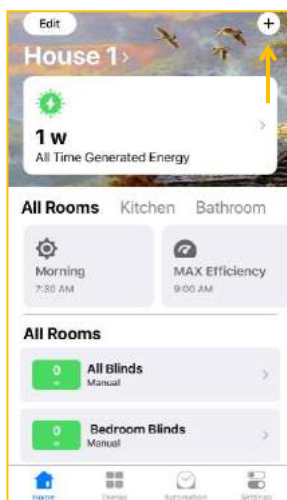 Edit
House 1
1 w
All Time Generated Energy
All Rooms Kitchen Bathroom
Morning
7:30 AM
MAX Efficiency
9:00 AM
All Rooms
0
w
All Blinds
Manual
0
w
Bedroom Blinds
Manual
Home Energy Automation Settings